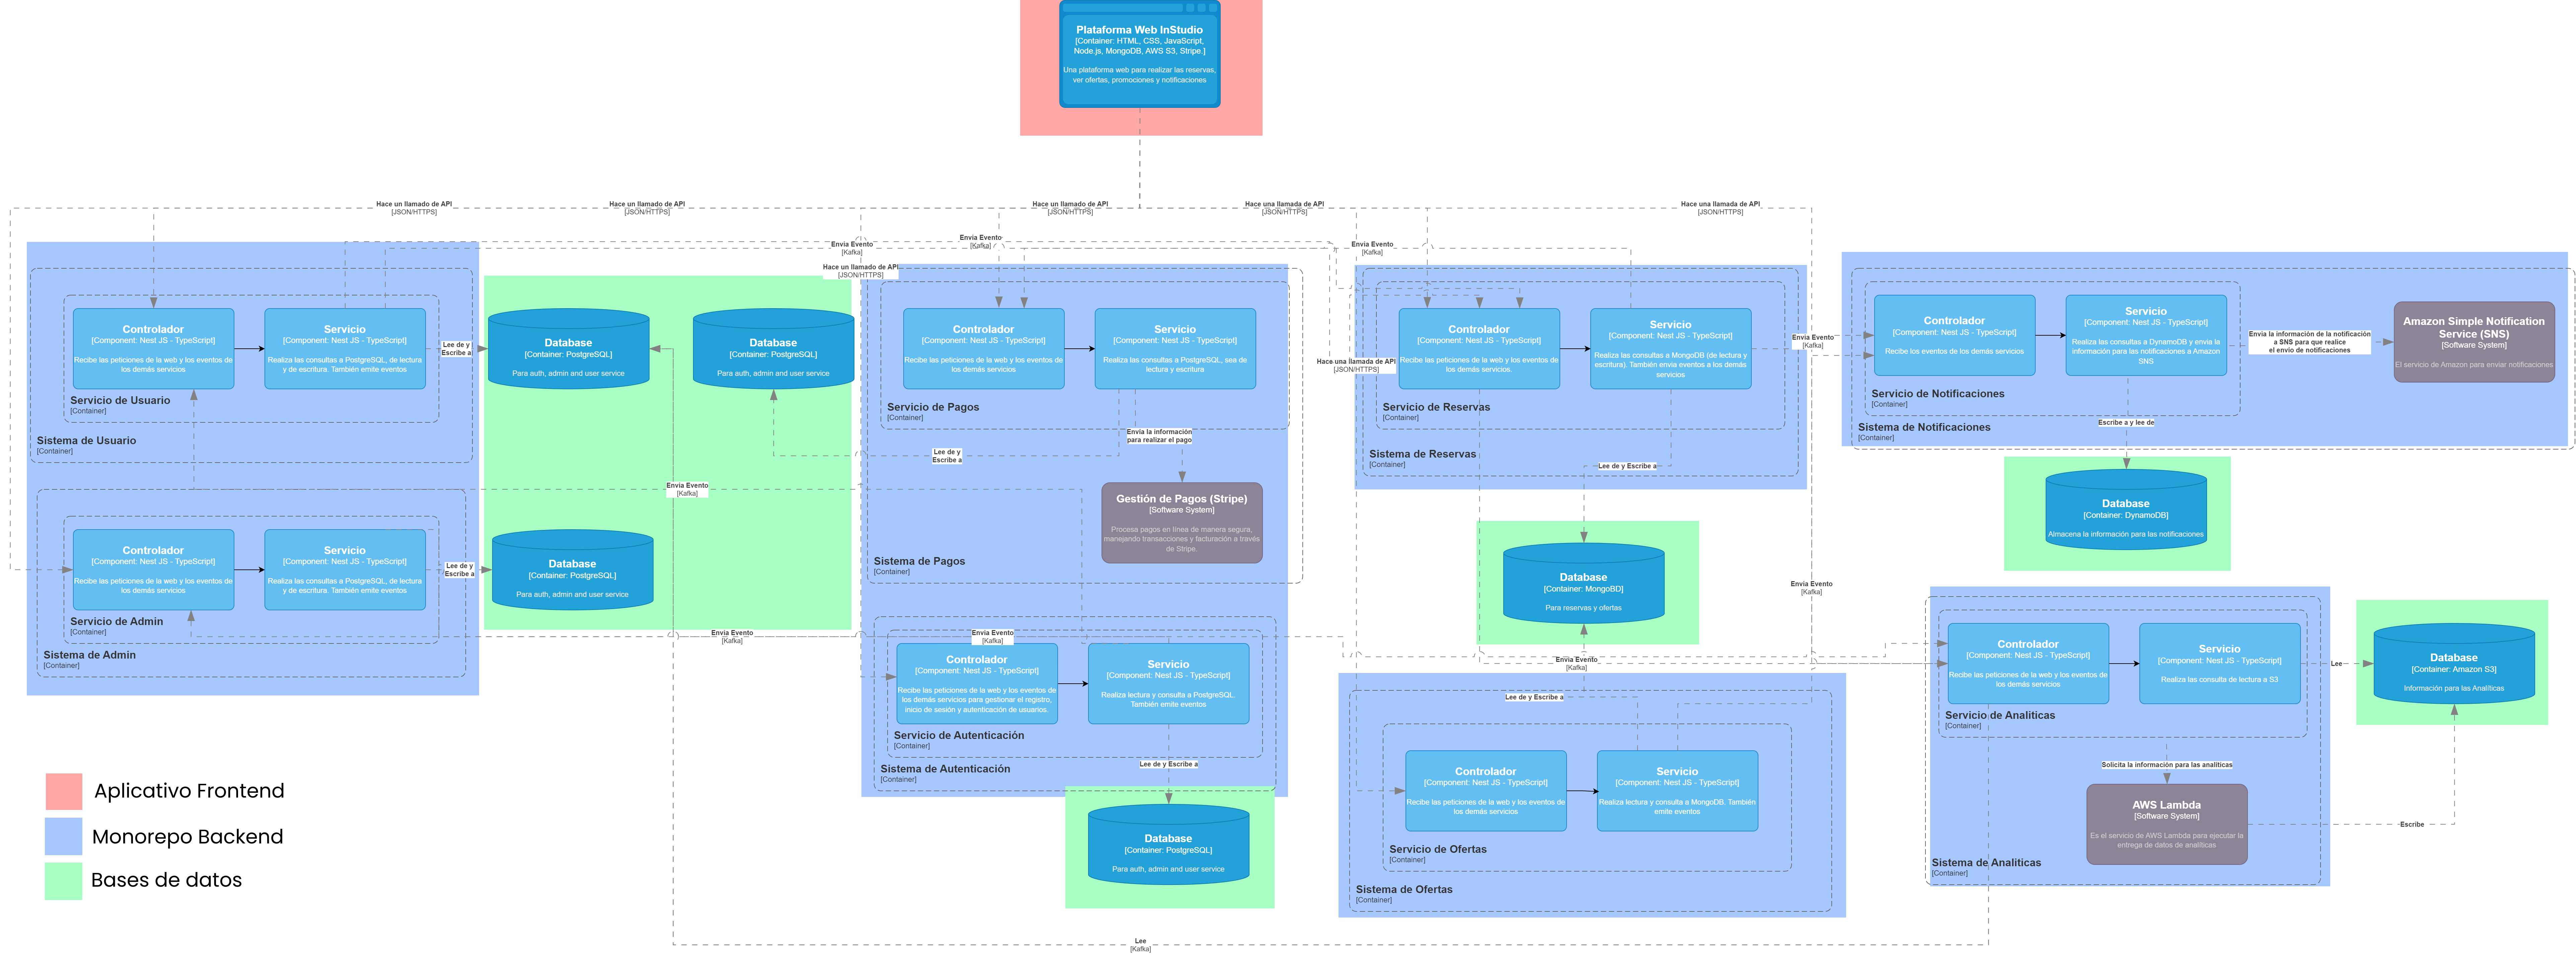 Plataforma Web InStudio
[Container: HTML, CSS, JavaScript,
Node.js, MongoDB, AWS S3, Stripe.]
Una plataforma web para realizar las reservas,
ver ofertas, promociones y notificaciones
Hace un llamado de API
[JSON/HTTPS]
Hace un llamado de API
[JSON/HTTPS]
Hace un llamado de API
[JSON/HTTPS]
Hace una llamada de API
[JSON/HTTPS]
Hace una llamada de API
[JSON/HTTPS]
Envia Evento
[Kafka]
Envia Evento
[Kafka]
Envia Evento
[Kafka]
Hace un llamado de API
[JSON/HTTPS]
Controlador
[Component: Nest JS - TypeScript]
Recibe las peticiones de la web y los eventos de
los demás servicios
Servicio
[Component: Nest JS - TypeScript]
Realiza las consultas a PostgreSQL, de lectura
y de escritura. También emite eventos
Servicio de Usuario
[Container]
Sistema de Usuario
[Container]
Lee de y
Escribe a
Database
[Container: PostgreSQL]
Para auth, admin and user service
Database
[Container: PostgreSQL]
Para auth, admin and user service
Controlador
[Component: Nest JS - TypeScript]
Recibe las peticiones de la web y los eventos de
los demás servicios
Servicio
[Component: Nest JS - TypeScript]
Realiza las consultas a PostgreSQL, sea de
lectura y escritura
Servicio de Pagos
[Container]
Envia la información
para realizar el pago
Lee de y
Escribe a
Gestión de Pagos (Stripe)
[Software System]
Procesa pagos en línea de manera segura,
manejando transacciones y facturación a través
de Stripe.
Sistema de Pagos
[Container]
Hace una llamada de API
[JSON/HTTPS]
Controlador
[Component: Nest JS - TypeScript]
Recibe las peticiones de la web y los eventos de
los demás servicios.
Servicio
[Component: Nest JS - TypeScript]
Realiza las consultas a MongoDB (de lectura y
escritura). También envia eventos a los demás
servicios
Servicio de Reservas
[Container]
Sistema de Reservas
[Container]
Lee de y Escribe a
Envia Evento
[Kafka]
Controlador
[Component: Nest JS - TypeScript]
Recibe los eventos de los demás servicios
Servicio
[Component: Nest JS - TypeScript]
Realiza las consultas a DynamoDB y envia la
información para las notificaciones a Amazon
SNS
Envia la información de la notificación
a SNS para que realice
el envio de notificaciones
Amazon Simple Notification
Service (SNS)
[Software System]
El servicio de Amazon para enviar notificaciones
Servicio de Notificaciones
[Container]
Sistema de Notificaciones
[Container]
Escribe a y lee de
Database
[Container: DynamoDB]
Almacena la información para las notificaciones
Envia Evento
[Kafka]
Controlador
[Component: Nest JS - TypeScript]
Recibe las peticiones de la web y los eventos de
los demás servicios
Servicio
[Component: Nest JS - TypeScript]
Realiza las consultas a PostgreSQL, de lectura
y de escritura. También emite eventos
Servicio de Admin
[Container]
Sistema de Admin
[Container]
Lee de y
Escribe a
Database
[Container: PostgreSQL]
Para auth, admin and user service
Envia Evento
[Kafka]
Envia Evento
[Kafka]
Controlador
[Component: Nest JS - TypeScript]
Recibe las peticiones de la web y los eventos de
los demás servicios para gestionar el registro,
inicio de sesión y autenticación de usuarios.
Servicio
[Component: Nest JS - TypeScript]
Realiza lectura y consulta a PostgreSQL.
También emite eventos
Servicio de Autenticación
[Container]
Sistema de Autenticación
[Container]
Lee de y Escribe a
Database
[Container: PostgreSQL]
Para auth, admin and user service
Database
[Container: MongoBD]
Para reservas y ofertas
Envia Evento
[Kafka]
Envia Evento
[Kafka]
Lee de y Escribe a
Controlador
[Component: Nest JS - TypeScript]
Recibe las peticiones de la web y los eventos de
los demás servicios
Servicio
[Component: Nest JS - TypeScript]
Realiza lectura y consulta a MongoDB. También
emite eventos
Servicio de Ofertas
[Container]
Sistema de Ofertas
[Container]
Controlador
[Component: Nest JS - TypeScript]
Recibe las peticiones de la web y los eventos de
los demás servicios
Servicio
[Component: Nest JS - TypeScript]
Realiza las consulta de lectura a S3
Servicio de Analiticas
[Container]
Lee
Database
[Container: Amazon S3]
Información para las Analíticas
Solicita la información para las analiticas
AWS Lambda
[Software System]
Es el servicio de AWS Lambda para ejecutar la
entrega de datos de analíticas
Escribe
Sistema de Analiticas
[Container]
Lee
[Kafka]
Aplicativo Frontend
Monorepo Backend
Bases de datos